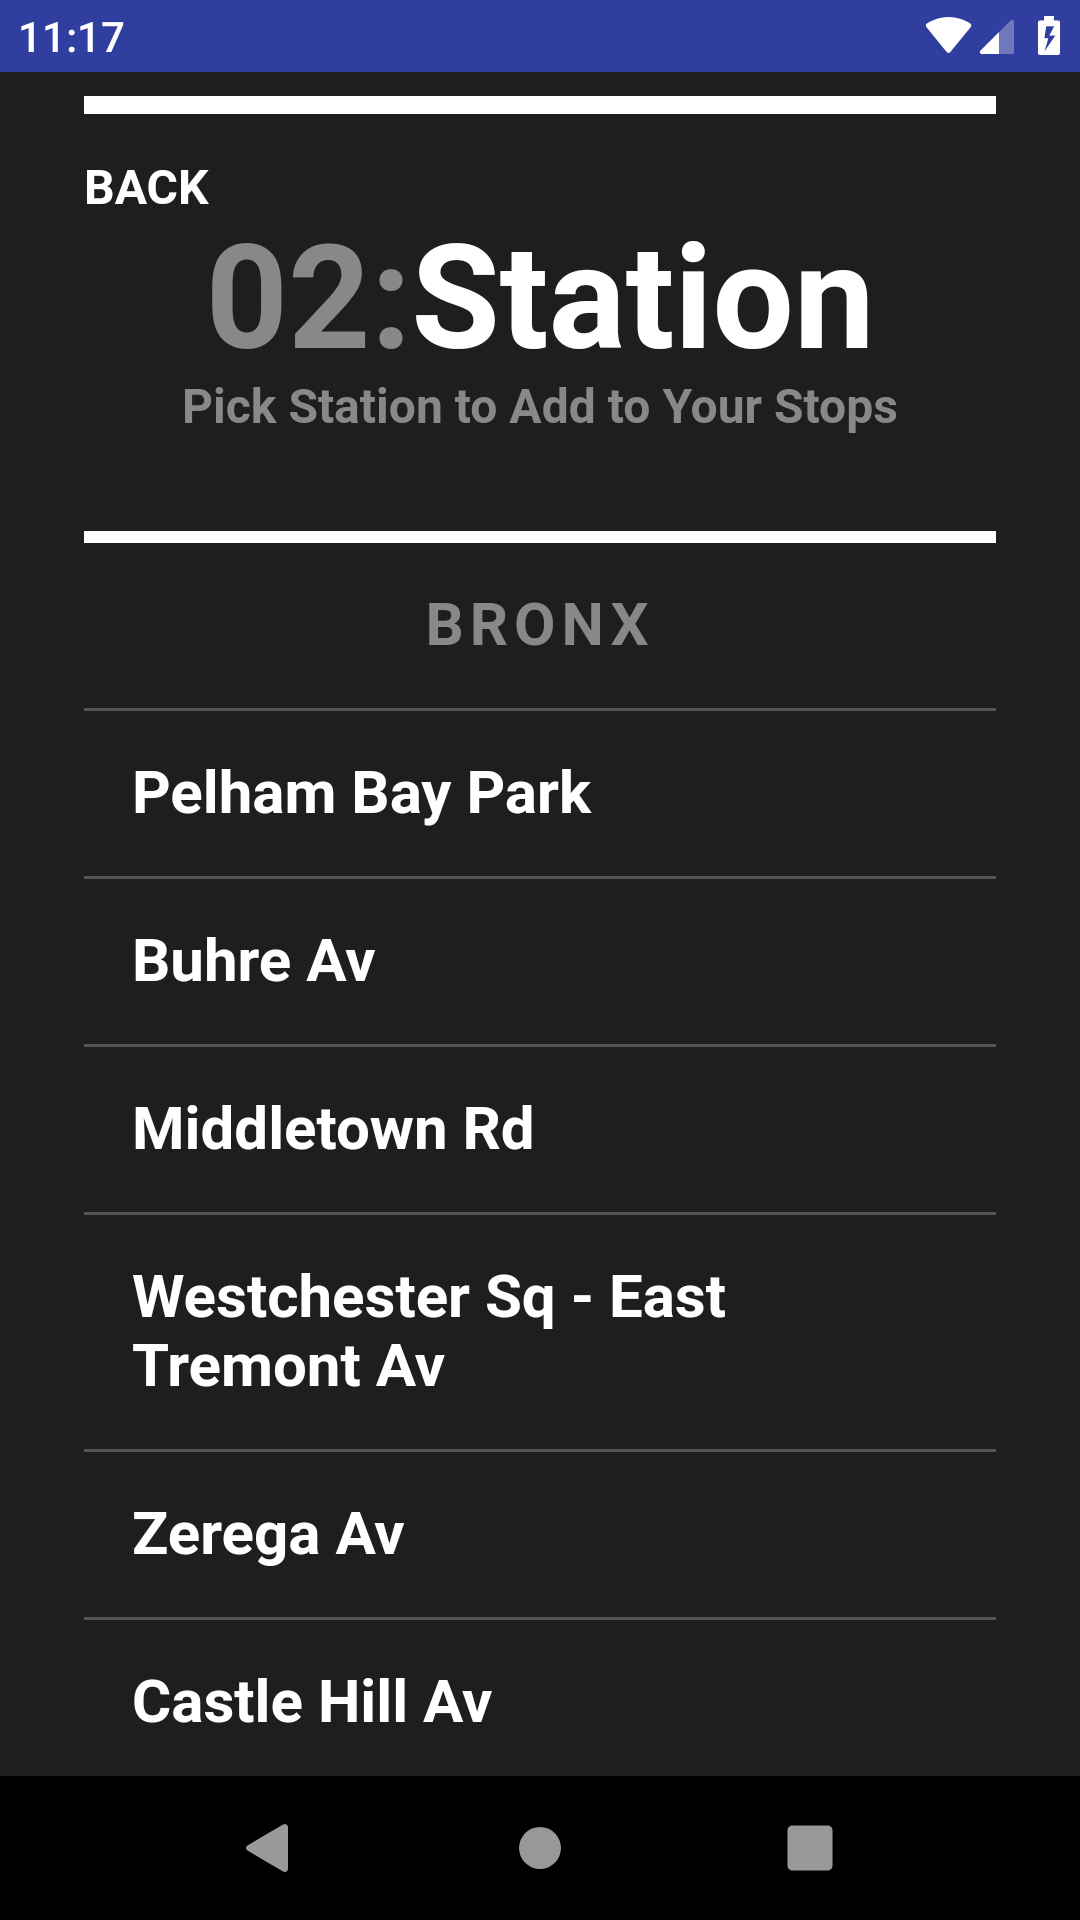 11:17
BACK
02:Station
Pick Station to Add to Your Stops
BRONX
Pelham Bay Park
Buhre Av
Middletown Rd
Westchester Sq - East
Tremont Av
Zerega Av
Castle Hill Av